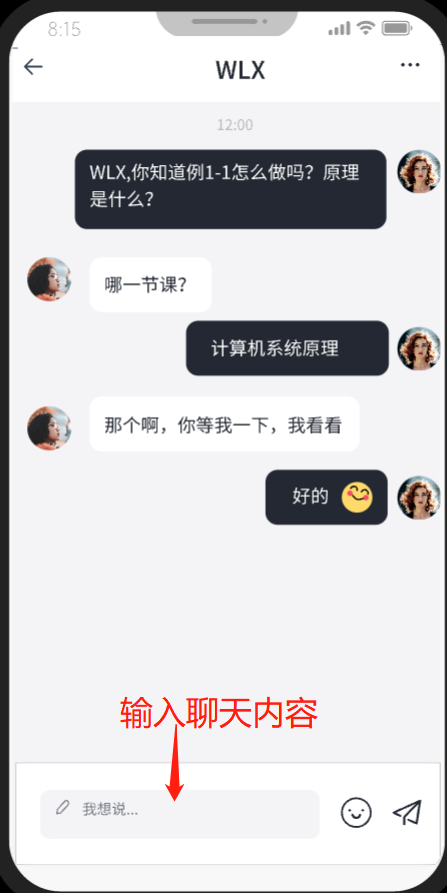 8:15
WLX
12:00
WLX,你知道例1-1怎么做吗？原理
是什么？
哪一节课？
计算机系统原理
那个啊，你等我一下，我看看
好的
输入聊天内容
我想说...